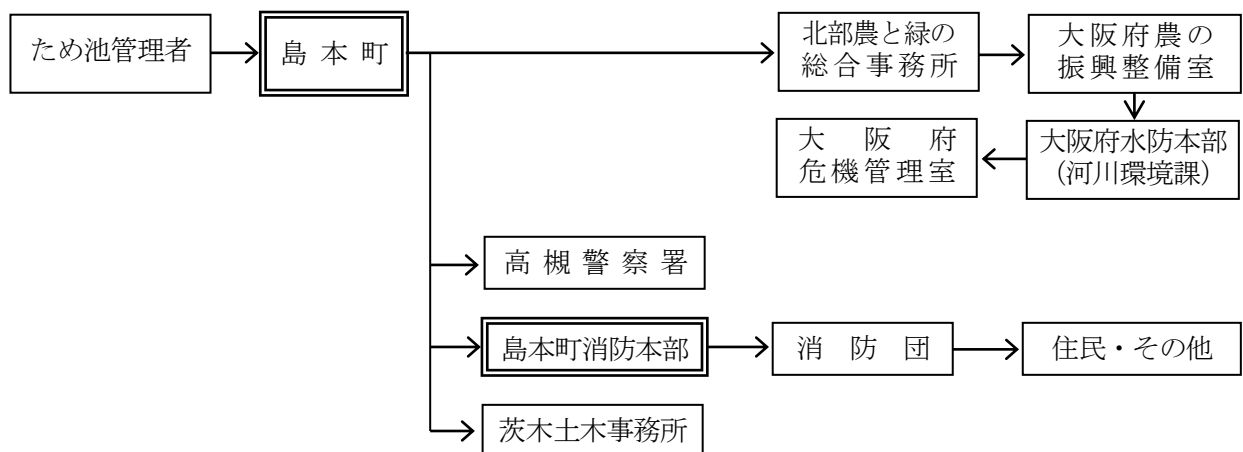 ため池管理者
島本町
北部農と緑の
総合事務所
大阪府農の
振興整備室
大阪府
危機管理室
大阪府水防本部
(河川環境課)
高槻警察署
島本町消防本部
消防団
住民・その他
茨木土木事務所